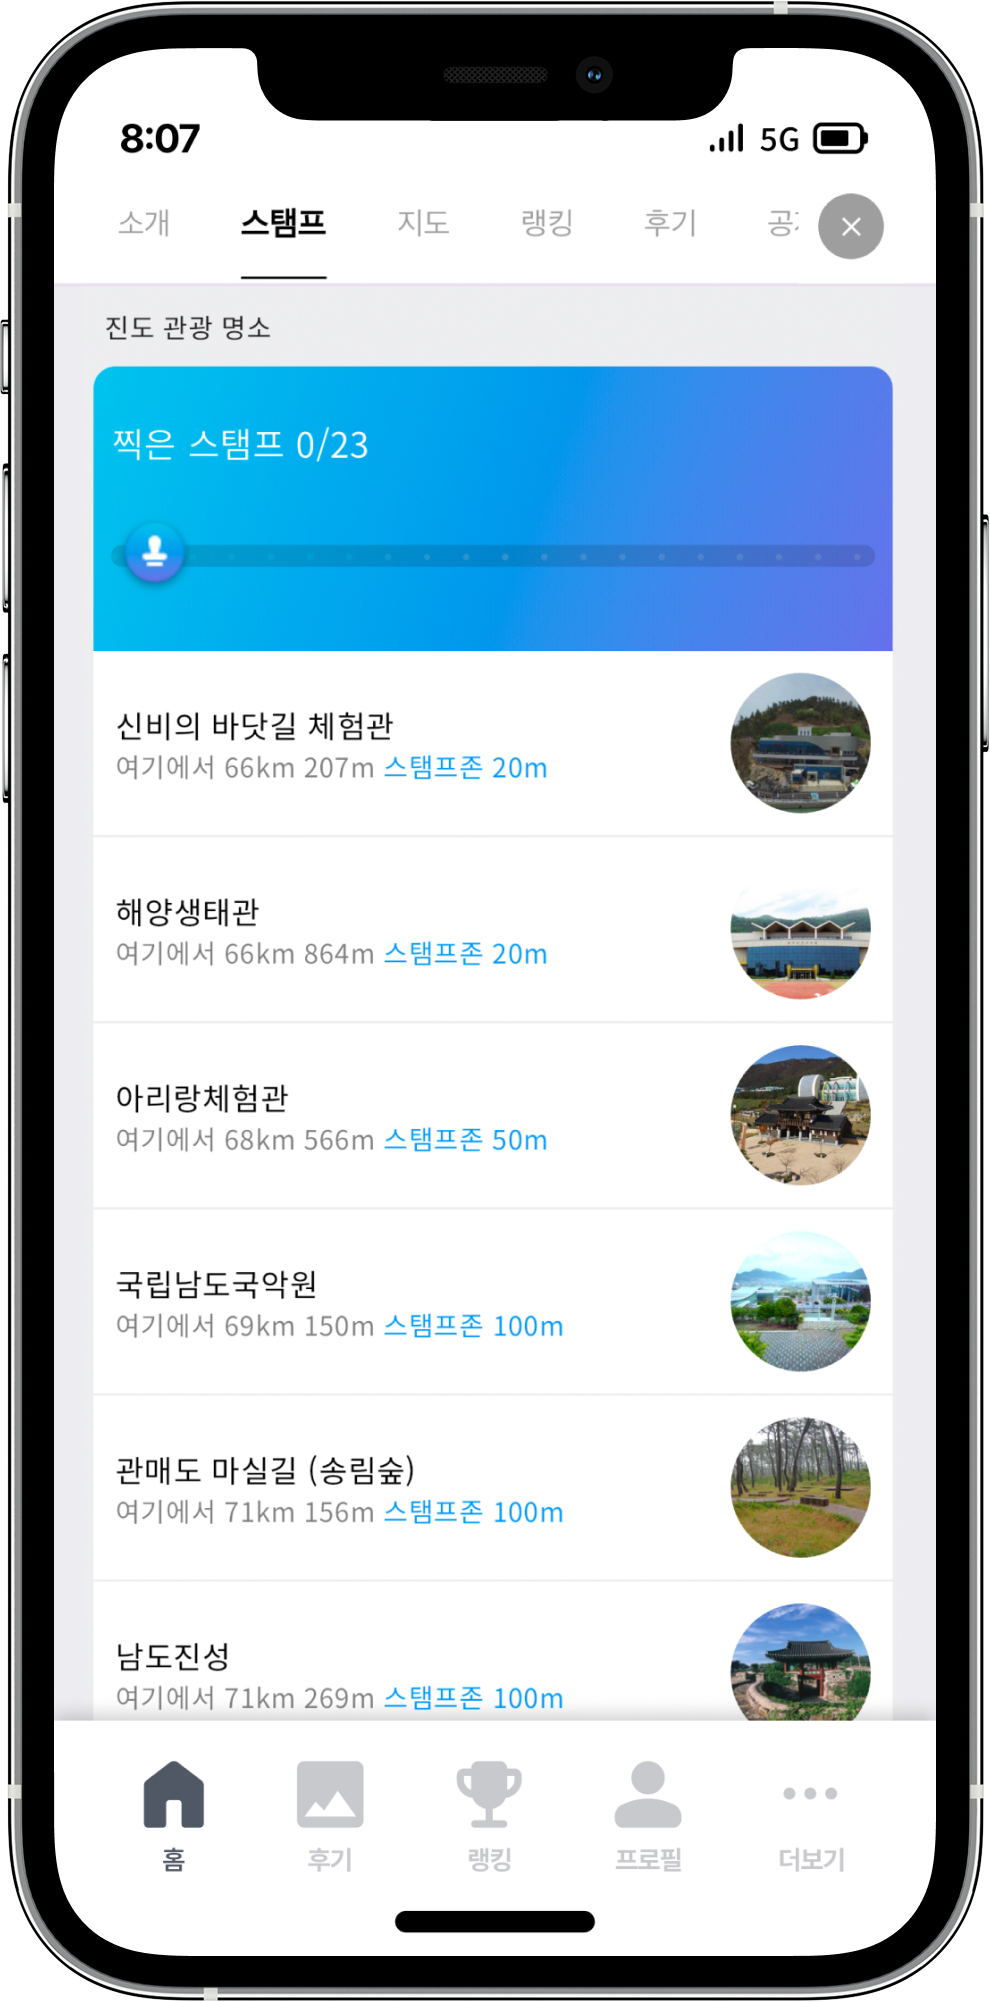 8:07 5G
소개 스탬프 지도 랭킹 후기
진도 관광 명소
찍은 스탬프 0/23
신비의 바닷길 체험관
여기에서 66km 207m 스탬프존 20m
해양생태관
여기에서 66km 864m 스탬프존 20m
아리랑체험관
여기에서 68km 566m 스탬프존 50m
국립남도국악원
여기에서 69km 150m 스탬프존 100m
관매도 마실길 (송림숲)
여기에서 71km 156m 스탬프존 100m
남도진성
여기에서 71km 269m 스탬프존 100m
홈 후기 랭킹 프로필 더보기